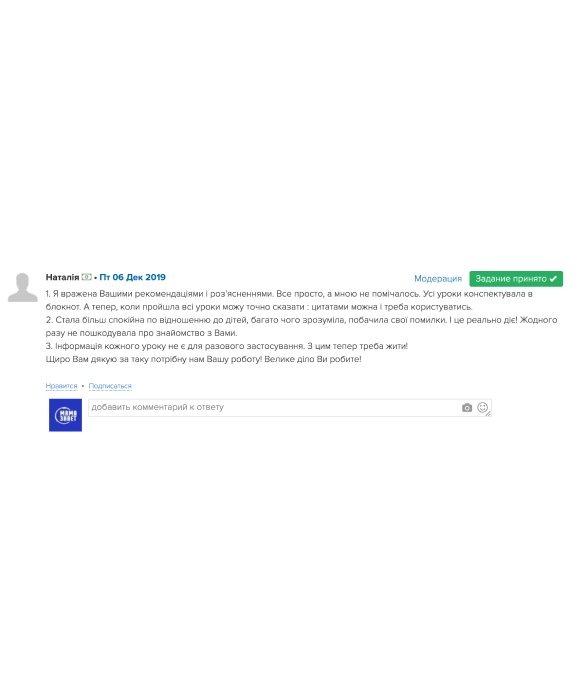 Наталія • Пт 06 Дек 2019
Модерация Задание принято
1. Я вражена Вашими рекомендаціями і роз'ясненнями. Все просто, а мною не помічалось. Усі уроки конспектувала в
блокнот. А тепер, коли пройшла всі уроки можу точно сказати : цитатами можна і треба користуватись.
2. Стала більш спокійна по відношенню до дітей, багато чого зрозуміла, побачила свої помилки. І це реально діє! Жодного
разу не пошкодувала про знайомство з Вами.
3. Інформація кожного уроку не є для разового застосування. З цим тепер треба жити!
Щиро Вам дякую за таку потрібну нам Вашу роботу! Велике діло Ви робите!
Нравится • Подписаться
МАМА
ЗНАЕТ
добавить комментарий к ответу